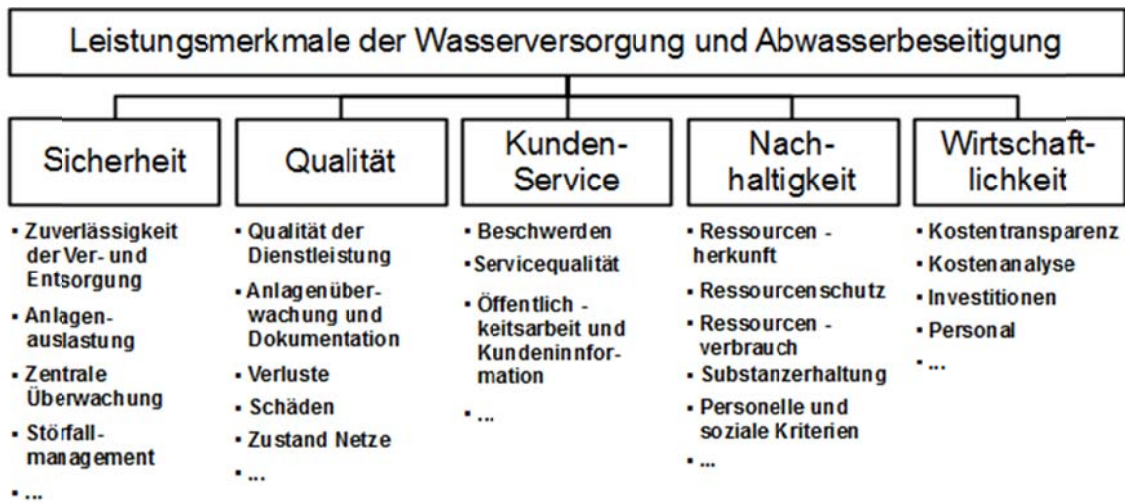 Leistungsmerkmale der Wasserversorgung und Abwasserbeseitigung
Sicherheit
▪ Zuverlässigkeit
der Ver- und
Entsorgung
▪ Anlagen-
auslastung
▪ Zentrale
Überwachung
▪ Störfall-
management
▪ ...
Qualität
▪ Qualität der
Dienstleistung
▪ Anlagenüber-
wachung und
Dokumentation
▪ Verluste
▪ Schäden
▪ Zustand Netze
▪ ...
Kunden-
Service
▪ Beschwerden
▪ Servicequalität
▪ Öffentlich -
keitsarbeit und
Kundeninnfor-
mation
▪ ...
Nach-
haltigkeit
▪ Ressourcen -
herkunft
▪ Ressourcenschutz
▪ Ressourcen -
verbrauch
▪ Substanzerhaltung
▪ Personelle und
soziale Kriterien
▪ ...
Wirtschaft-
lichkeit
▪ Kostentransparenz
▪ Kostenanalyse
▪ Investitionen
▪ Personal
▪ ...